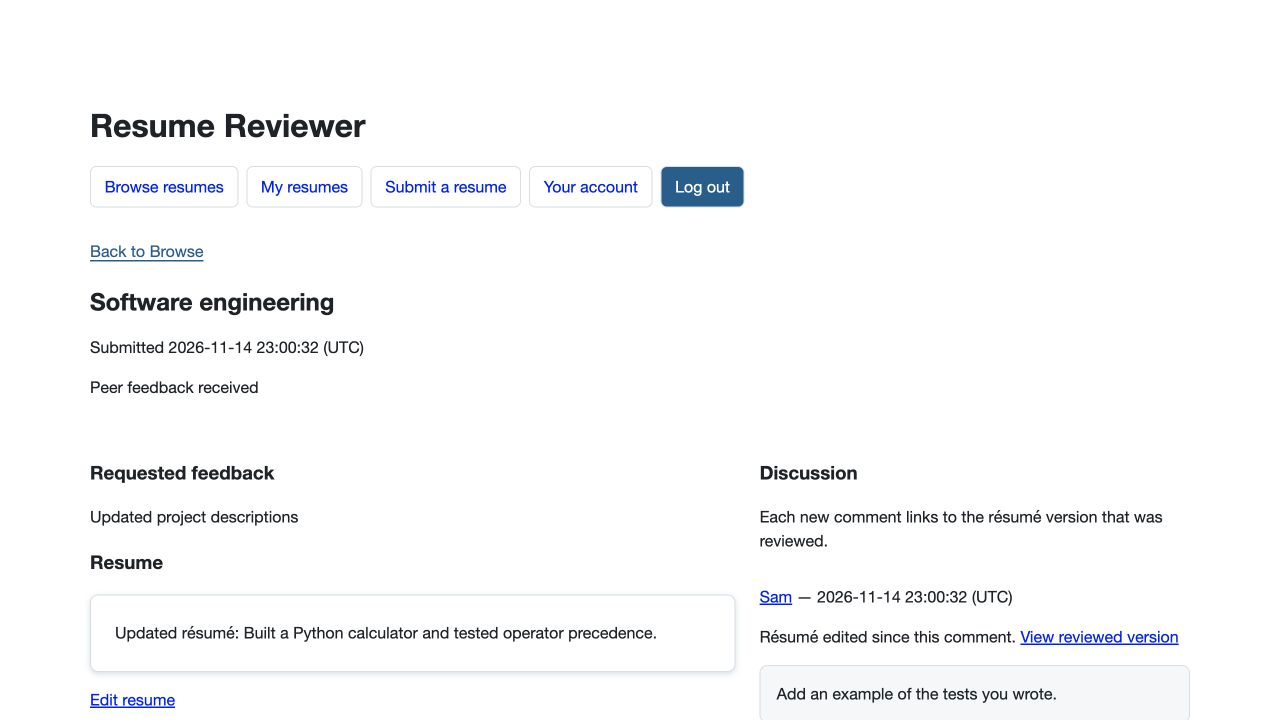 Resume Reviewer
Browse resumes
My resumes
Submit a resume
Your account
Log out
Back to Browse
Software engineering
Submitted 2026-11-14 23:00:32 (UTC)
Peer feedback received
Requested feedback
Updated project descriptions
Resume
Updated résumé: Built a Python calculator and tested operator precedence.
Edit resume
Discussion
Each new comment links to the résumé version that was
reviewed.
Sam — 2026-11-14 23:00:32 (UTC)
Résumé edited since this comment. View reviewed version
Add an example of the tests you wrote.